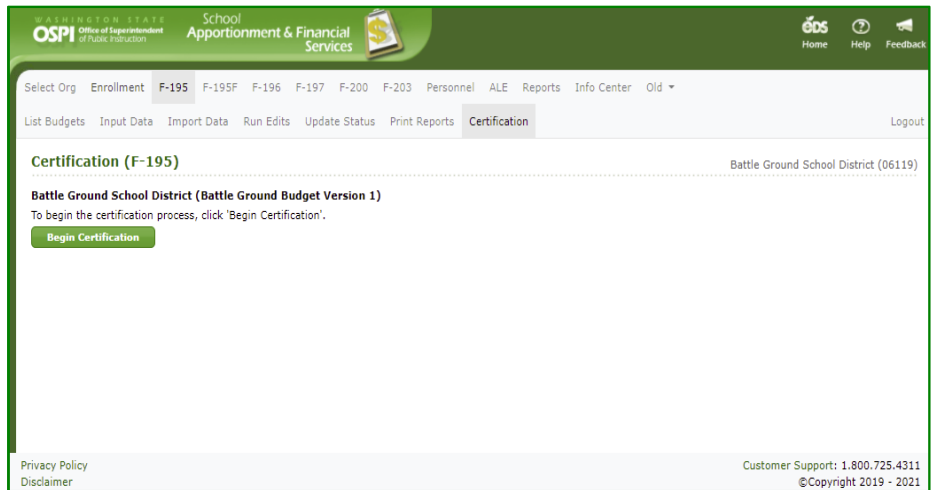 WASHINGTON STATE
OSPI Office of Superintendent of Public Instruction
School
Apportionment & Financial
Services
eds
Home Help Feedback
Select Org Enrollment F-195 F-195F F-196 F-197 F-200 F-203 Personnel ALE Reports Info Center Old
List Budgets Input Data Import Data Run Edits Update Status Print Reports Certification Logout
Certification (F-195) Battle Ground School District (06119)
Battle Ground School District (Battle Ground Budget Version 1)
To begin the certification process, click 'Begin Certification'.
Begin Certification
Privacy Policy Customer Support: 1.800.725.4311
Disclaimer ©Copyright 2019 - 2021